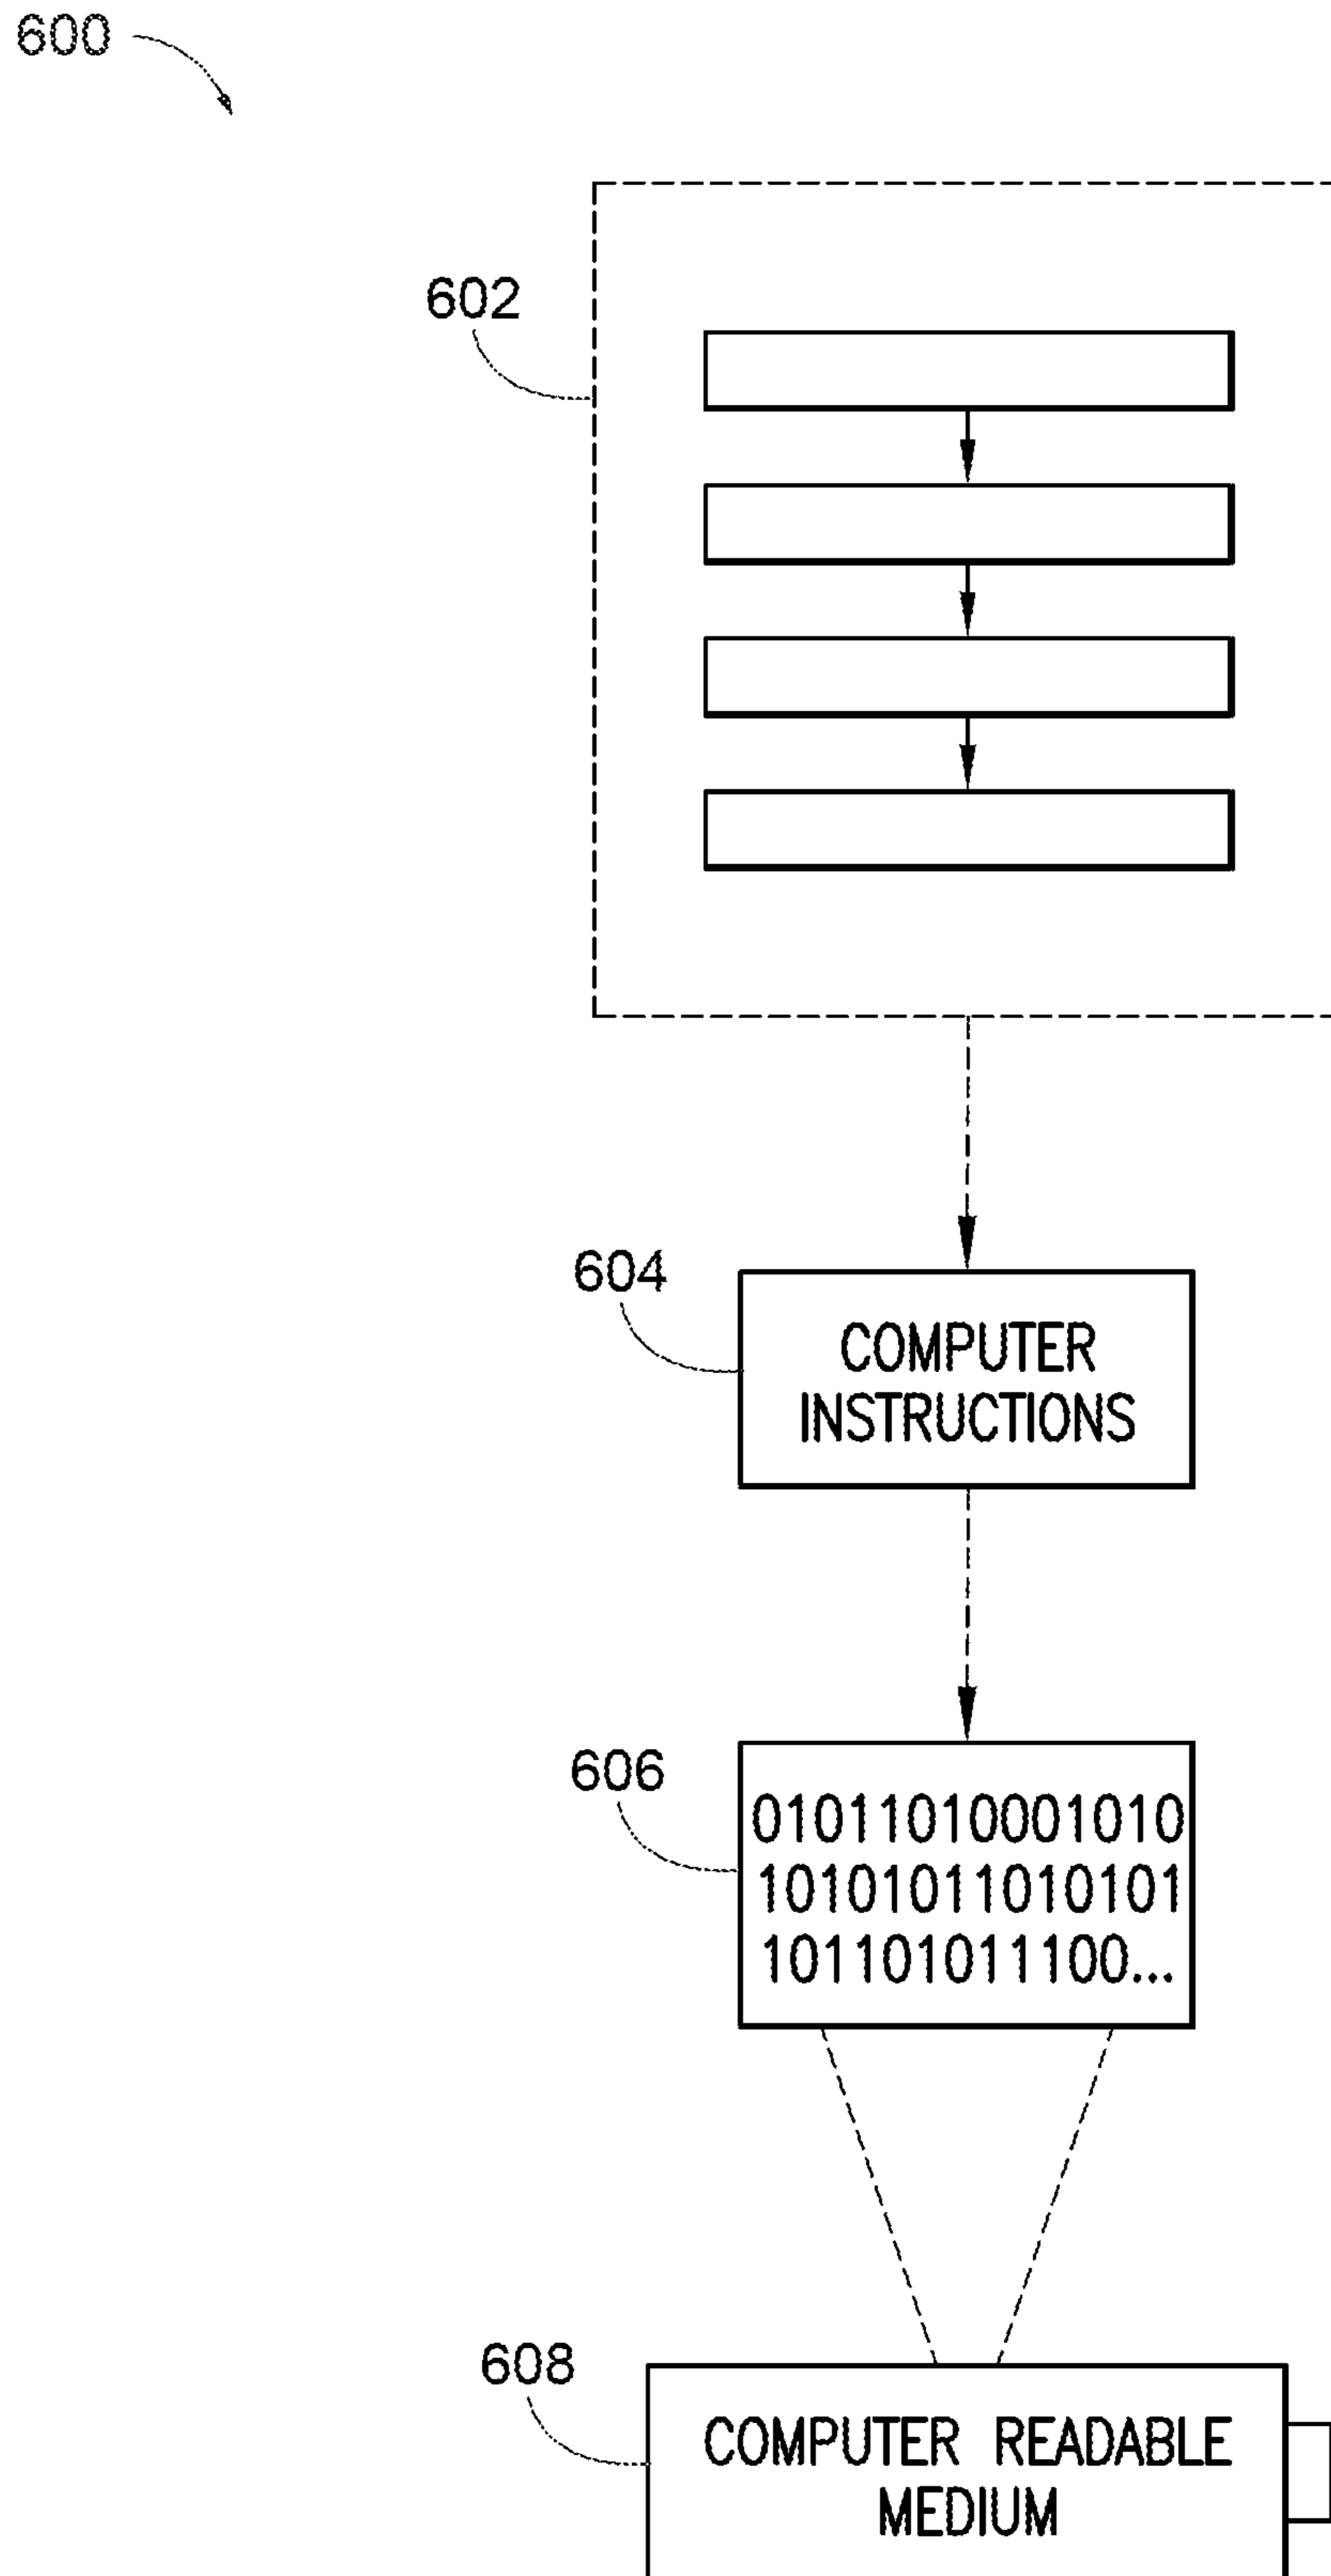 600
602
604
COMPUTER
INSTRUCTIONS
606
01011010001010
10101011010101
101101011100...
608
COMPUTER READABLE
MEDIUM